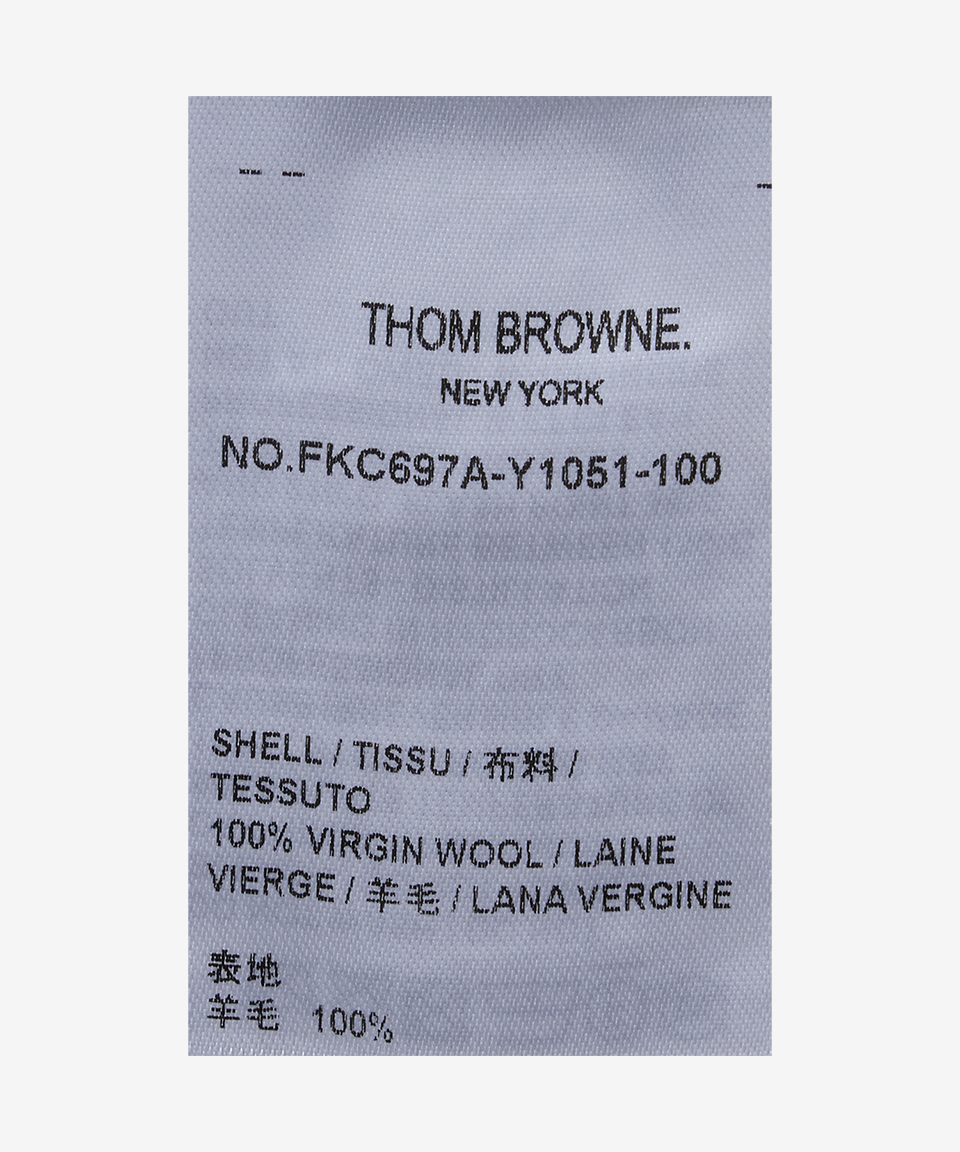 THOM BROWNE.
NEW YORK
NO.FKC697A-Y1051-100
SHELL / TISSU / 布料 /
TESSUTO
100% VIRGIN WOOL / LAINE
VIERGE / 羊毛 / LANA VERGINE
表地
羊毛 100%